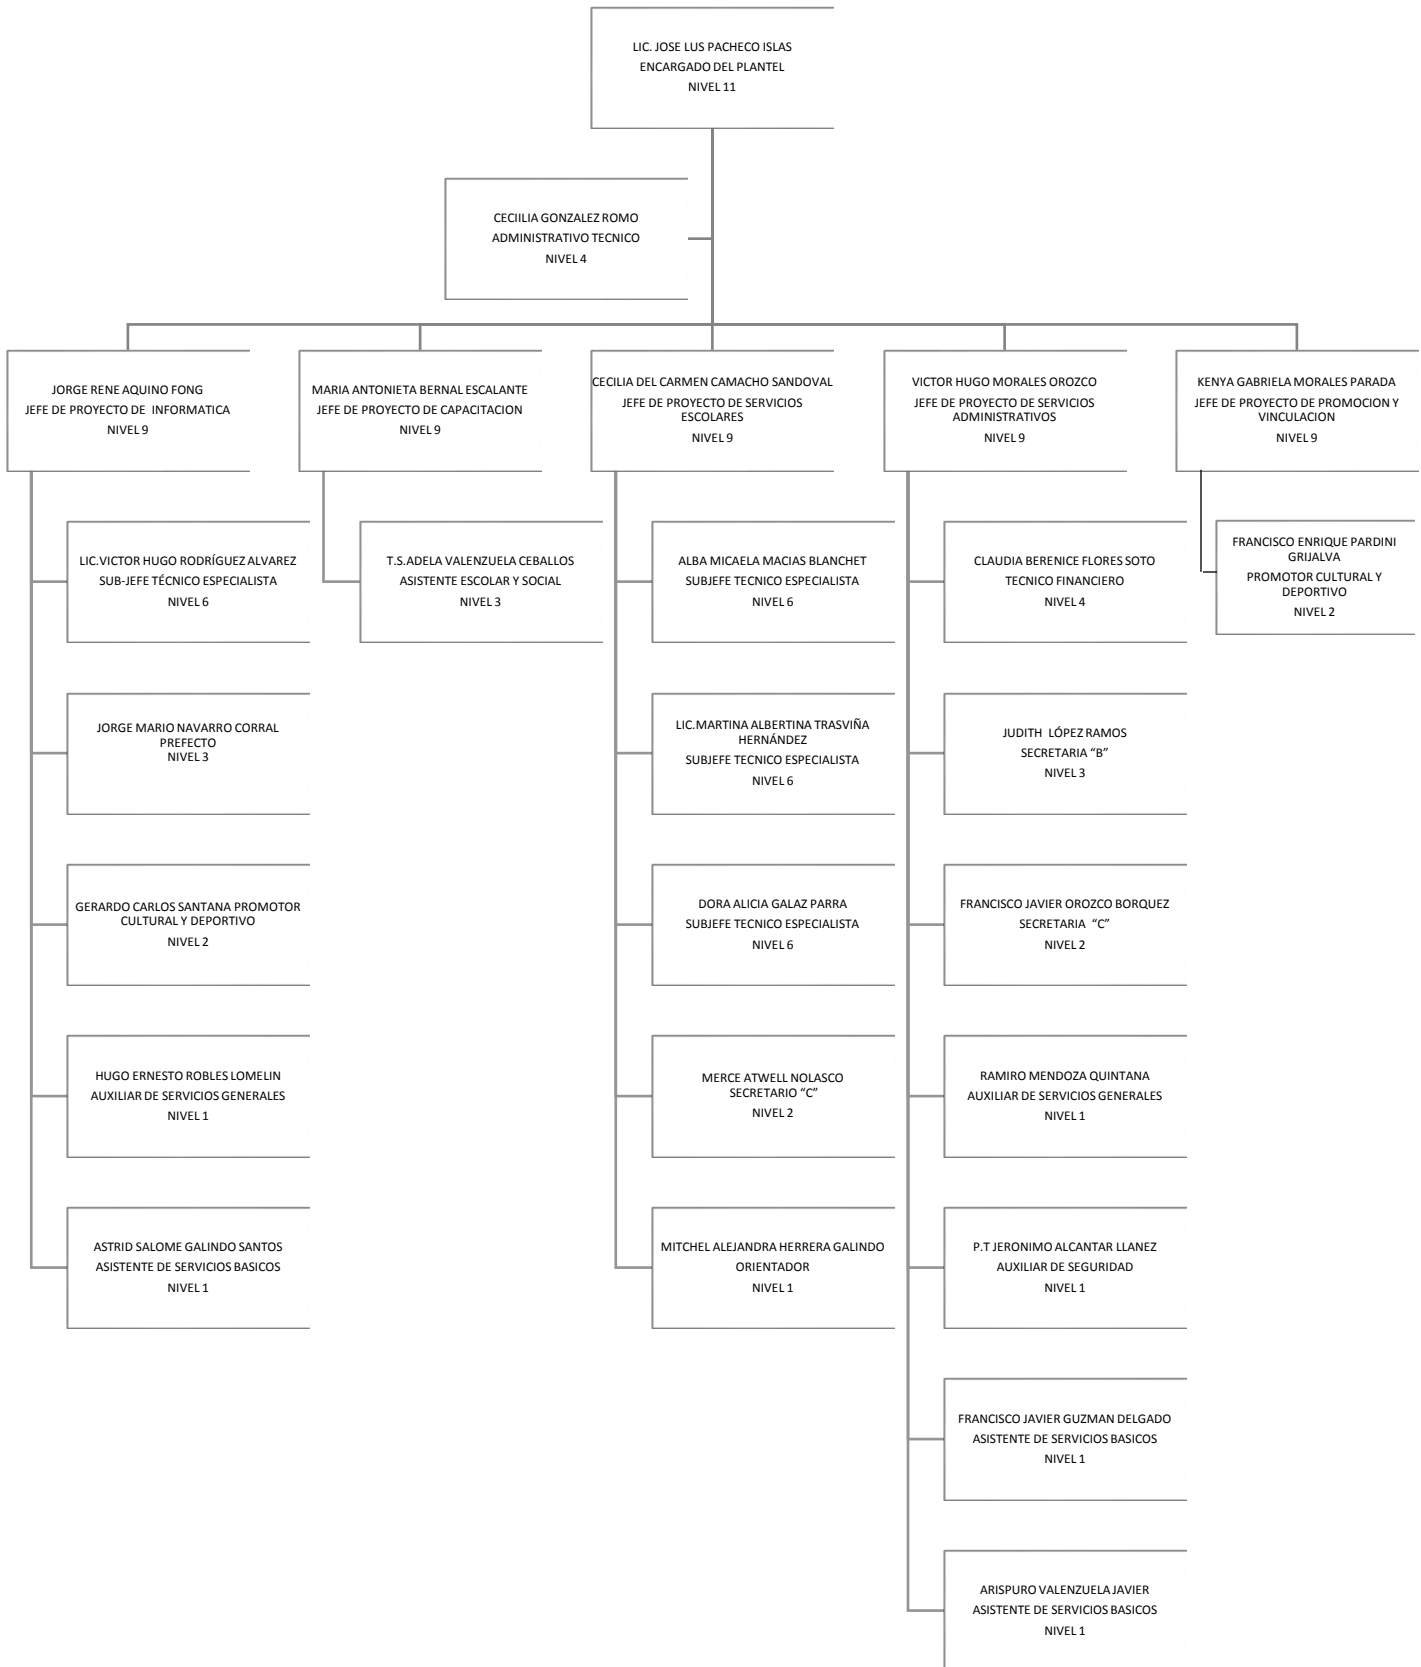 LIC. JOSE LUS PACHECO ISLAS
ENCARGADO DEL PLANTEL
NIVEL 11
CECIILIA GONZALEZ ROMO
ADMINISTRATIVO TECNICO
NIVEL 4
JORGE RENE AQUINO FONG
JEFE DE PROYECTO DE INFORMATICA
NIVEL 9
MARIA ANTONIETA BERNAL ESCALANTE
JEFE DE PROYECTO DE CAPACITACION
NIVEL 9
CECILIA DEL CARMEN CAMACHO SANDOVAL
JEFE DE PROYECTO DE SERVICIOS
ESCOLARES
NIVEL 9
VICTOR HUGO MORALES OROZCO
JEFE DE PROYECTO DE SERVICIOS
ADMINISTRATIVOS
NIVEL 9
KENYA GABRIELA MORALES PARADA
JEFE DE PROYECTO DE PROMOCION Y
VINCULACION
NIVEL 9
LIC.VICTOR HUGO RODRÍGUEZ ALVAREZ
SUB-JEFE TÉCNICO ESPECIALISTA
NIVEL 6
JORGE MARIO NAVARRO CORRAL
PREFECTO
NIVEL 3
GERARDO CARLOS SANTANA PROMOTOR
CULTURAL Y DEPORTIVO
NIVEL 2
HUGO ERNESTO ROBLES LOMELIN
AUXILIAR DE SERVICIOS GENERALES
NIVEL 1
ASTRID SALOME GALINDO SANTOS
ASISTENTE DE SERVICIOS BASICOS
NIVEL 1
T.S.ADELA VALENZUELA CEBALLOS
ASISTENTE ESCOLAR Y SOCIAL
NIVEL 3
ALBA MICAELA MACIAS BLANCHET
SUBJEFE TECNICO ESPECIALISTA
NIVEL 6
LIC.MARTINA ALBERTINA TRASVIÑA
HERNÁNDEZ
SUBJEFE TECNICO ESPECIALISTA
NIVEL 6
DORA ALICIA GALAZ PARRA
SUBJEFE TECNICO ESPECIALISTA
NIVEL 6
MERCE ATWELL NOLASCO
SECRETARIO “C”
NIVEL 2
MITCHEL ALEJANDRA HERRERA GALINDO
ORIENTADOR
NIVEL 1
CLAUDIA BERENICE FLORES SOTO
TECNICO FINANCIERO
NIVEL 4
JUDITH LÓPEZ RAMOS
SECRETARIA “B”
NIVEL 3
FRANCISCO JAVIER OROZCO BORQUEZ
SECRETARIA “C”
NIVEL 2
RAMIRO MENDOZA QUINTANA
AUXILIAR DE SERVICIOS GENERALES
NIVEL 1
P.T JERONIMO ALCANTAR LLANEZ
AUXILIAR DE SEGURIDAD
NIVEL 1
FRANCISCO JAVIER GUZMAN DELGADO
ASISTENTE DE SERVICIOS BASICOS
NIVEL 1
ARISPURO VALENZUELA JAVIER
ASISTENTE DE SERVICIOS BASICOS
NIVEL 1
FRANCISCO ENRIQUE PARDINI
GRIJALVA
PROMOTOR CULTURAL Y
DEPORTIVO
NIVEL 2